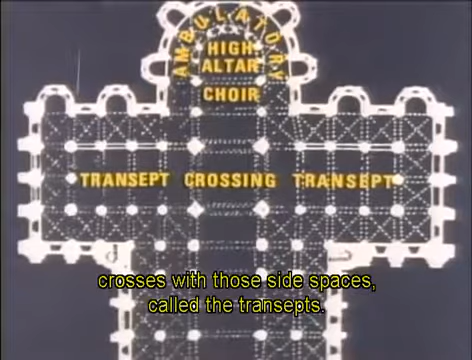 AMBULATORY
HIGH
ALTAR
CHOIR
TRANSEPT CROSSING TRANSEPT
crosses with those side spaces,
called the transepts.